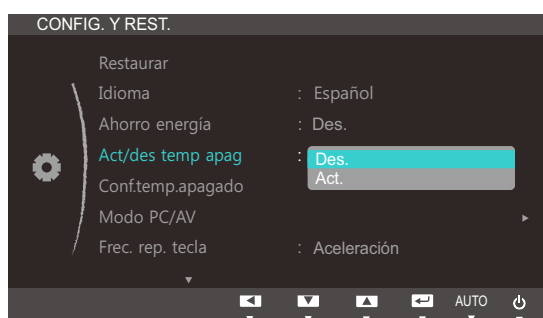 CONFIG. Y REST.
Restaurar
Idioma : Español
Ahorro energía : Des.
Act/des temp apag : Des.
Act.
Conf.temp.apagado
Modo PC/AV
Frec. rep. tecla : Aceleración
AUTO